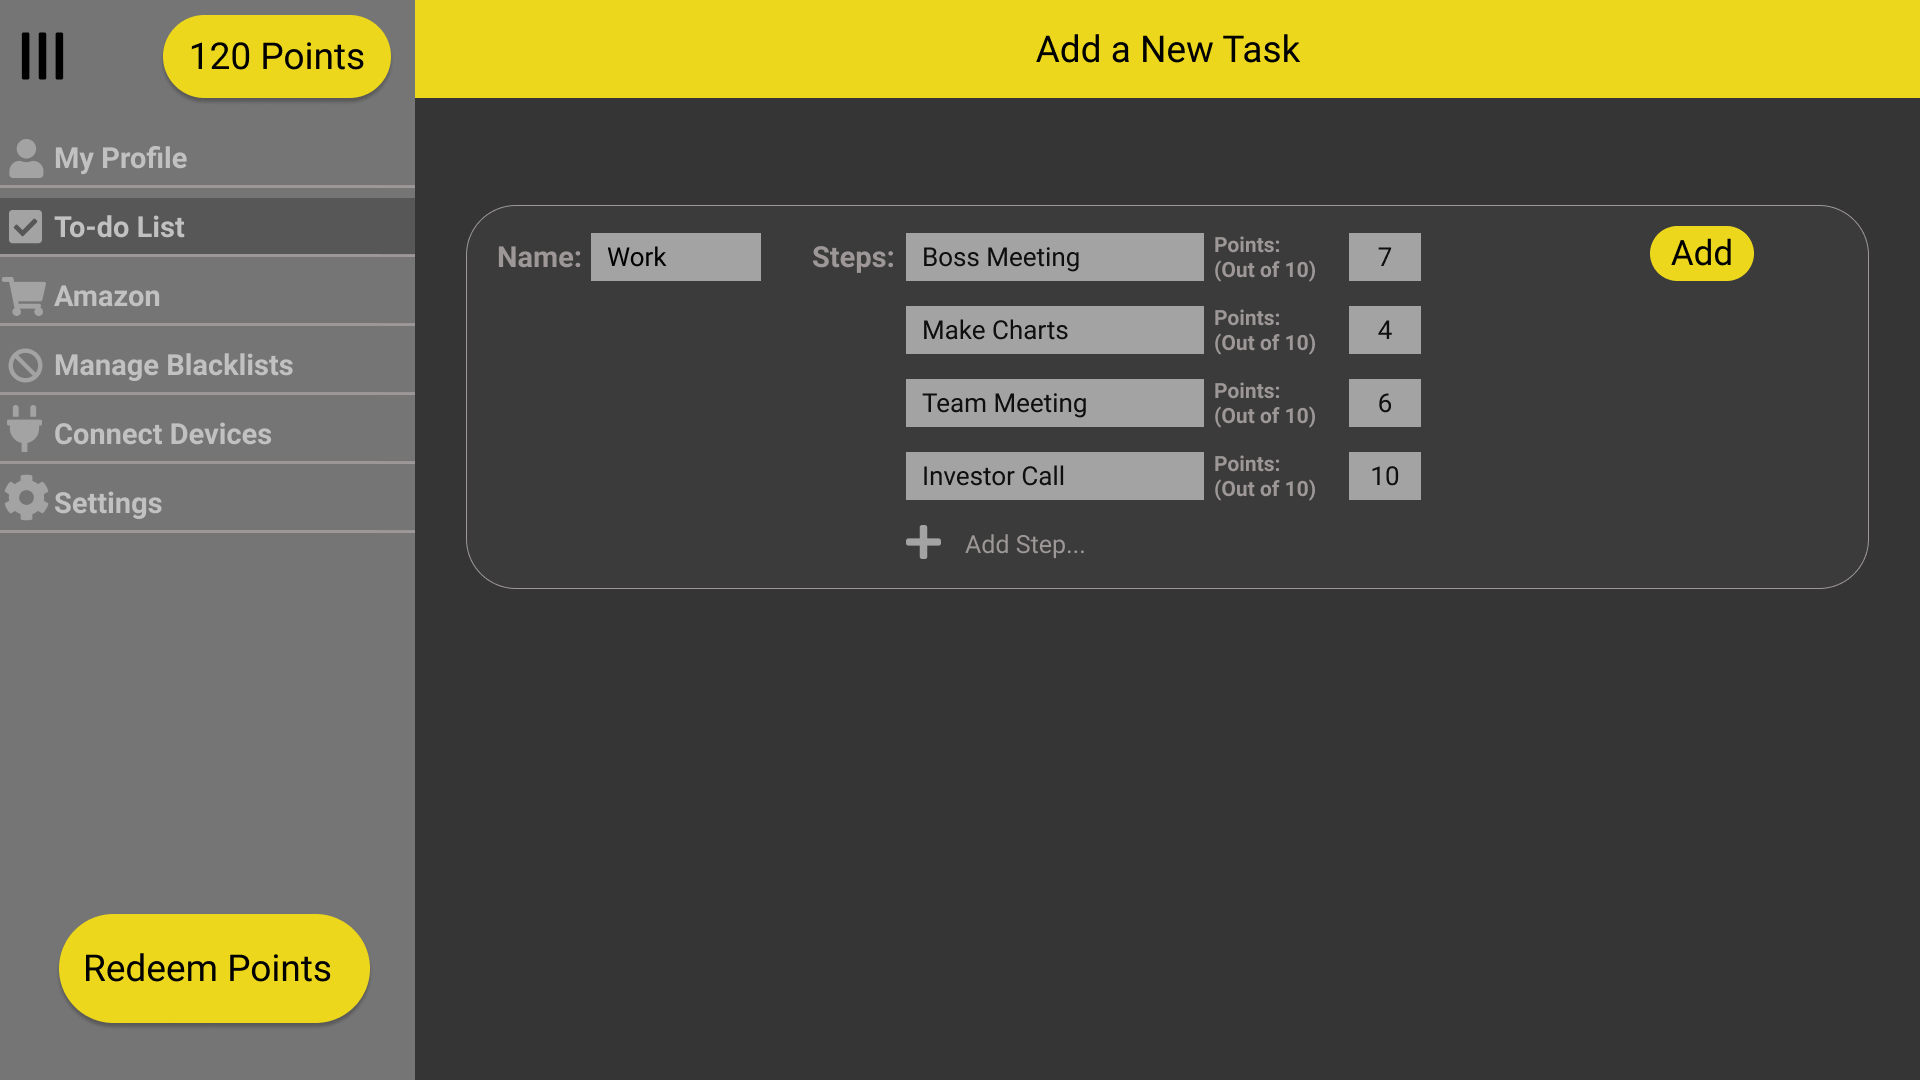 120 Points
My Profile
To-do List
Amazon
Manage Blacklists
Connect Devices
Settings
Redeem Points
Add a New Task
Name:
Work
Steps:
Boss Meeting
Points:
(Out of 10)
7
Add
Make Charts
Points:
(Out of 10)
4
Team Meeting
Points:
(Out of 10)
6
Investor Call
Points:
(Out of 10)
10
Add Step...